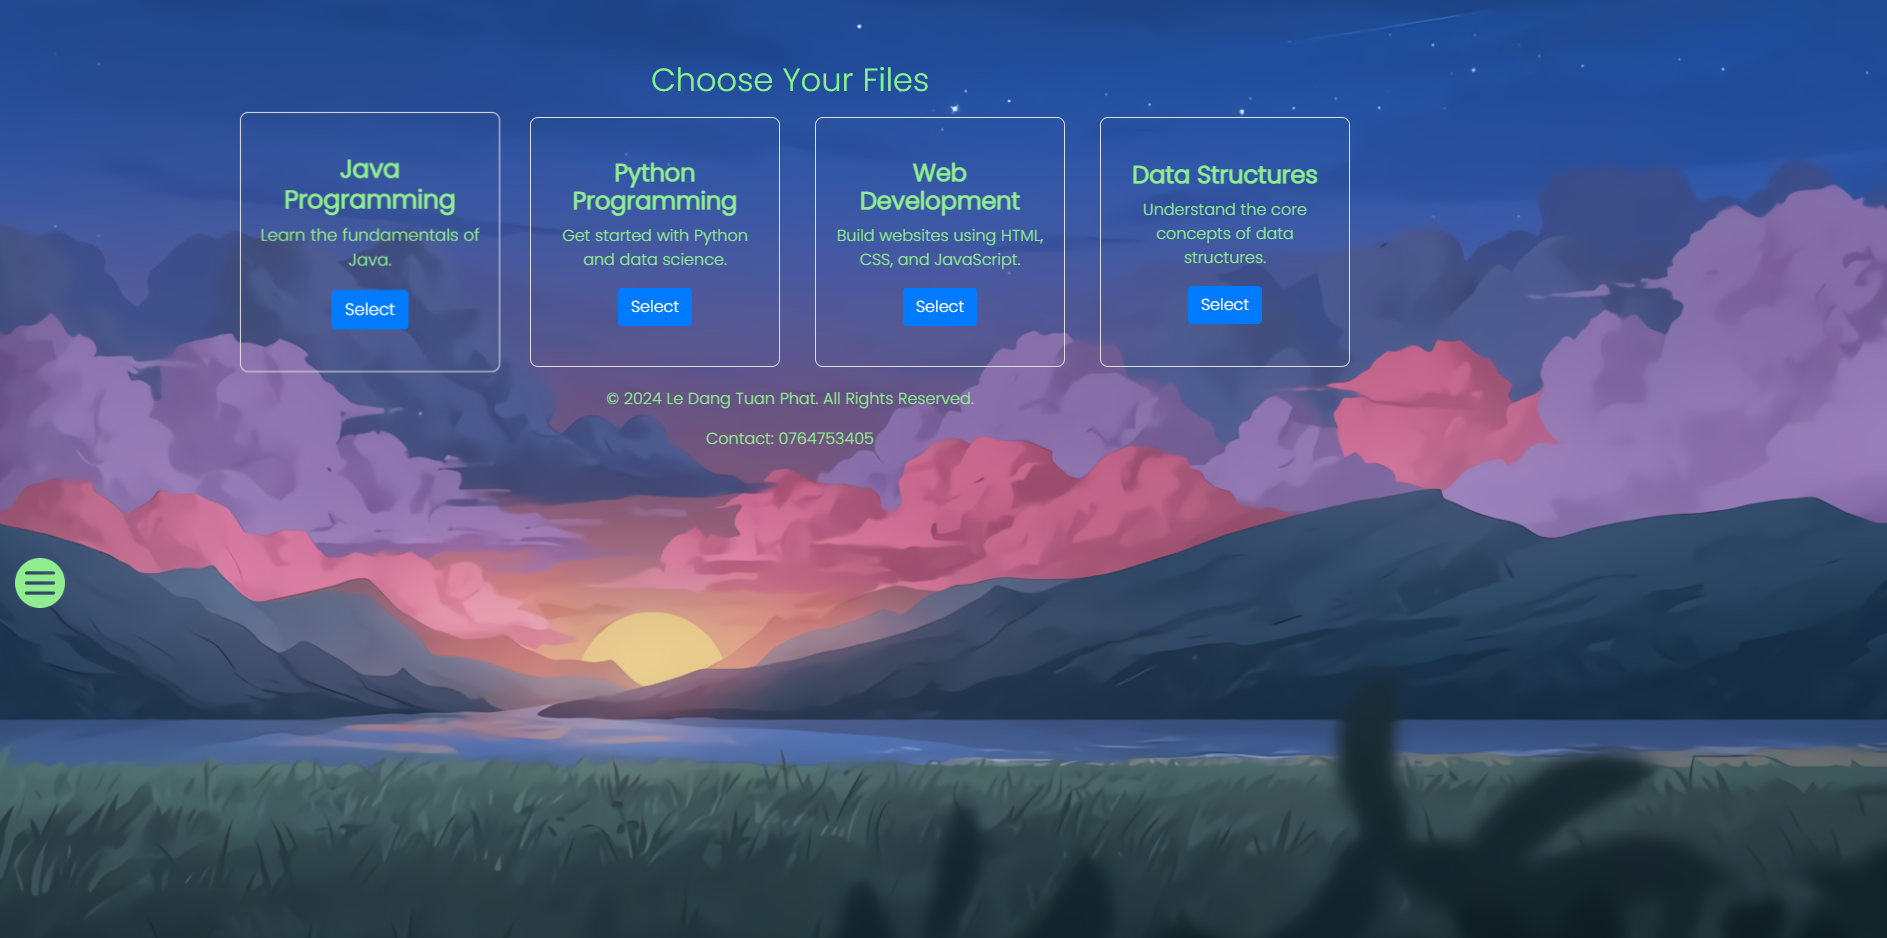 Choose Your Files
Java
Programming
Learn the fundamentals of
Java.
Select
Python
Programming
Get started with Python
and data science.
Select
Web
Development
Build websites using HTML,
CSS, and JavaScript.
Select
Data Structures
Understand the core
concepts of data
structures.
Select
© 2024 Le Dang Tuan Phat. All Rights Reserved.
Contact: 0764753405